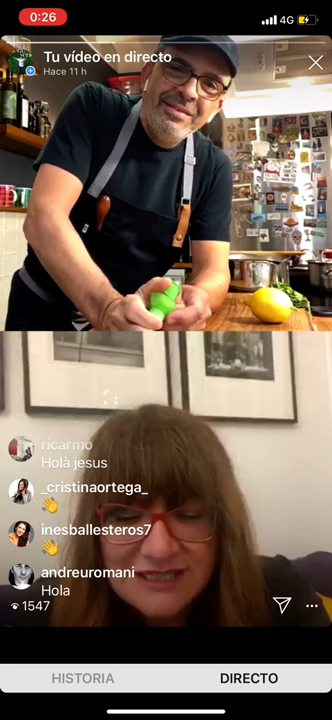 0:26
4G
Tu vídeo en directo
Hace 11 h
ricarmo
Holà jesus
_cristinaortega_
👋
inesballesteros7
👋
andreuromani
Hola
1547
HISTORIA
DIRECTO